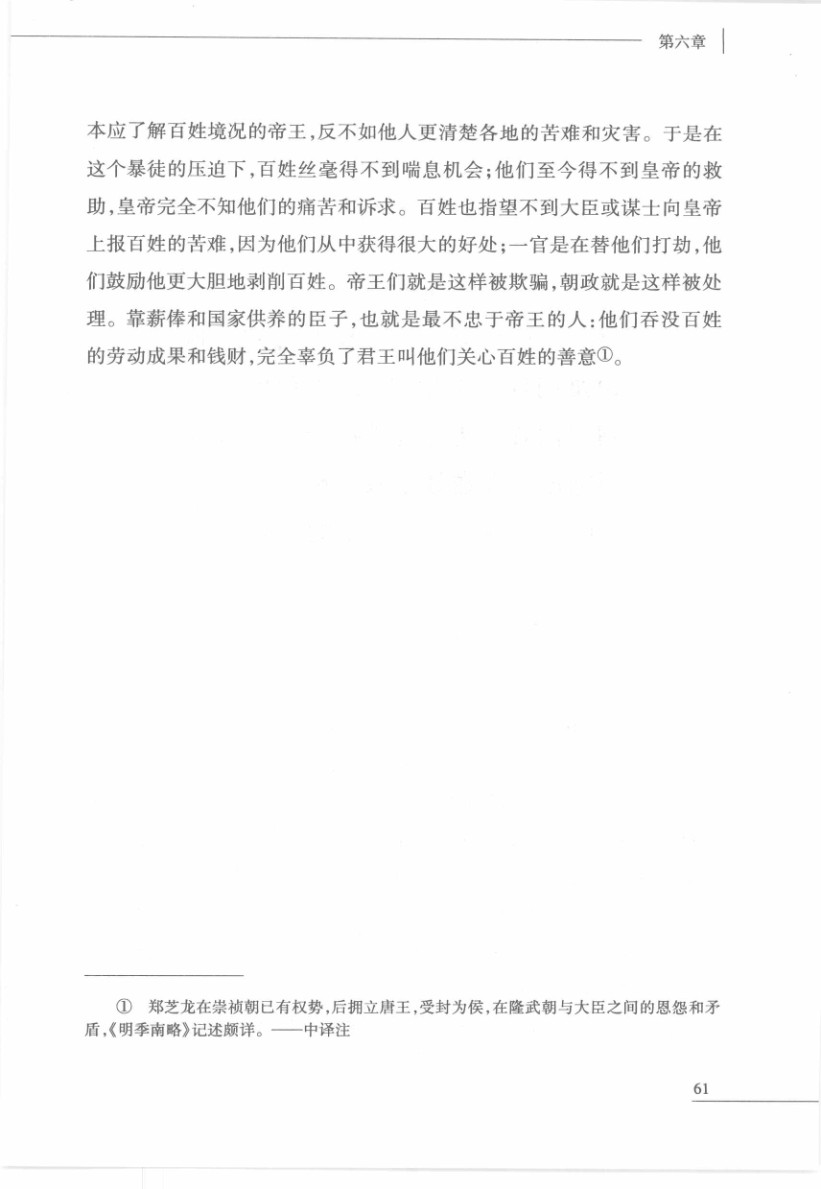 第六章
本应了解百姓境况的帝王,反不如他人更清楚各地的苦难和灾害。于是在
这个暴徒的压迫下,百姓丝毫得不到喘息机会;他们至今得不到皇帝的救
助,皇帝完全不知他们的痛苦和诉求。百姓也指望不到大臣或谋士向皇帝
上报百姓的苦难,因为他们从中获得很大的好处;一官是在替他们打劫,他
们鼓励他更大胆地剥削百姓。帝王们就是这样被欺骗,朝政就是这样被处
理。靠薪俸和国家供养的臣子,也就是最不忠于帝王的人:他们吞没百姓
的劳动成果和钱财,完全辜负了君王叫他们关心百姓的善意①。
① 郑芝龙在崇祯朝已有权势,后拥立唐王,受封为侯,在隆武朝与大臣之间的恩怨和矛
盾,《明季南略》记述颇详。——中译注
61